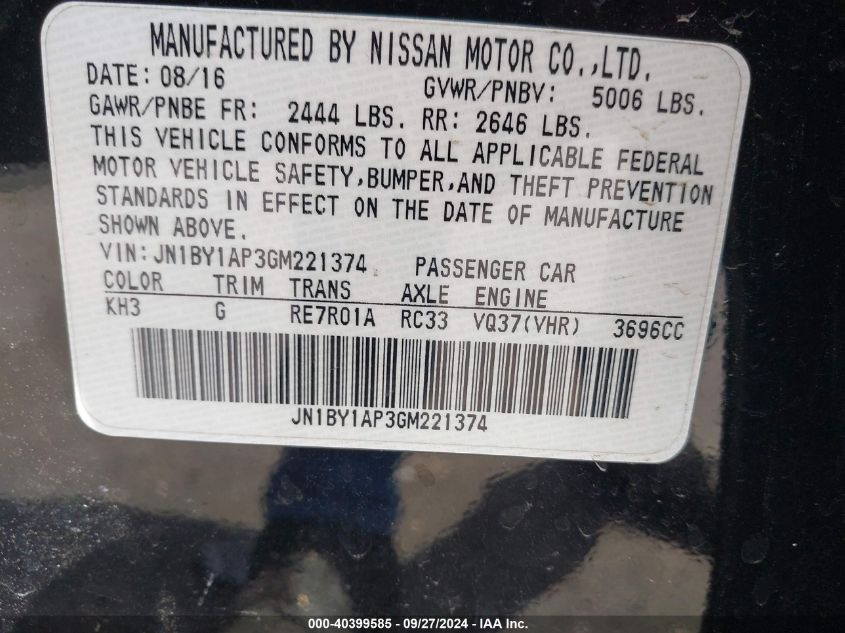 MANUFACTURED BY NISSAN MOTOR CO.,LTD.
DATE: 08/16 GVWR/PNBV: 5006 LBS.
GAWR/PNBE FR: 2444 LBS. RR: 2646 LBS.
THIS VEHICLE CONFORMS TO ALL APPLICABLE FEDERAL
MOTOR VEHICLE SAFETY,BUMPER,AND THEFT PREVENTION
STANDARDS IN EFFECT ON THE DATE OF MANUFACTURE
SHOWN ABOVE.
VIN:JN1BY1AP3GM221374 PASSENGER CAR
COLOR TRIM TRANS AXLE ENGINE
KH3 G RE7R01A RC33 VQ37(VHR) 3696CC
JN1BY1AP3GM221374
000-40399585 - 09/27/2024 - IAA Inc.